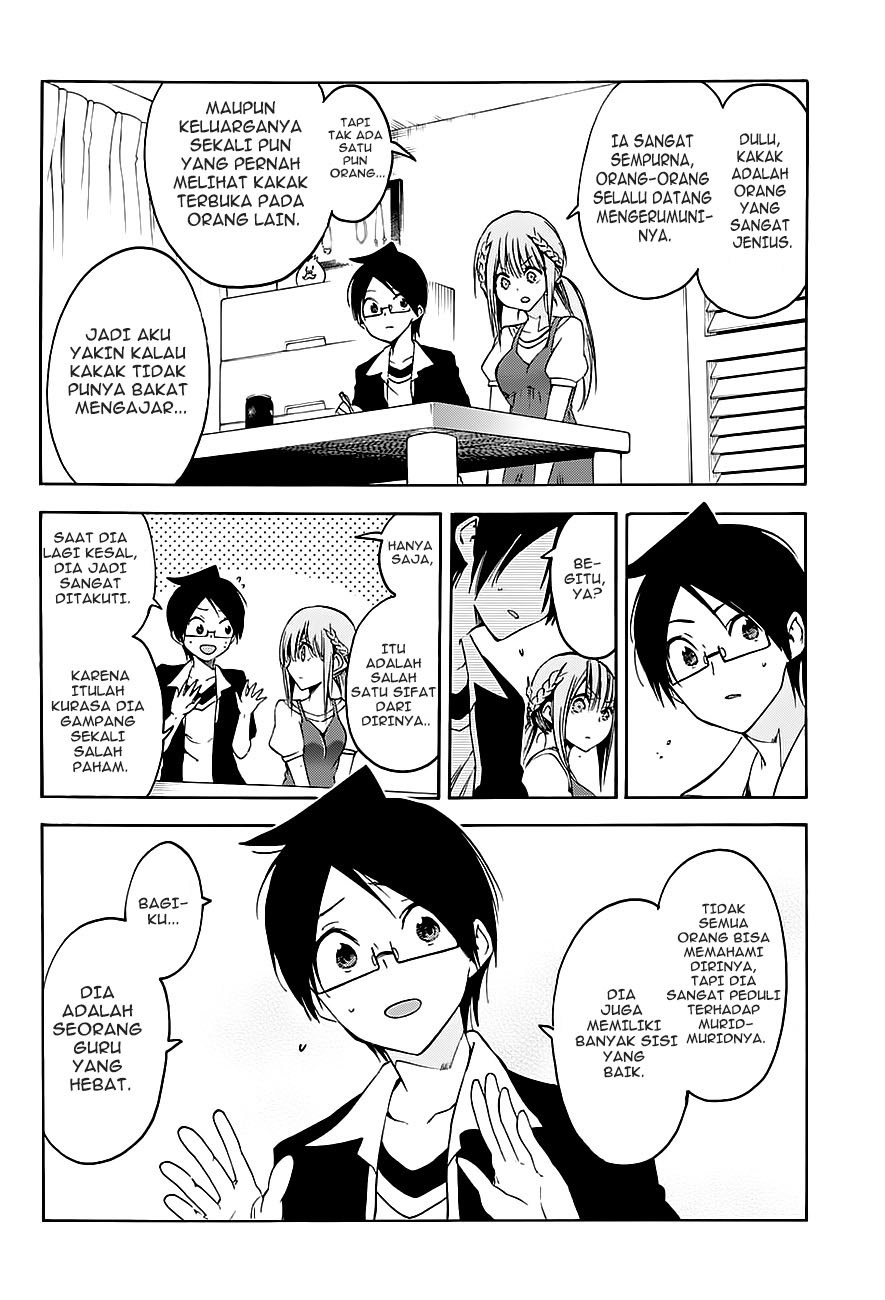 DULU,
KAKAK
ADALAH
ORANG
YANG
SANGAT
JENIUS.
IA SANGAT
SEMPURNA,
ORANG-ORANG
SELALU DATANG
MENGERUMUNI-
NYA.
TAPI
TAK ADA
SATU
PUN
ORANG...
MAUPUN
KELUARGANYA
SEKALI PUN
YANG PERNAH
MELIHAT KAKAK
TERBUKA PADA
ORANG LAIN.
JADI AKU
YAKIN KALAU
KAKAK TIDAK
PUNYA BAKAT
MENGAJAR...
BE-
GITU,
YA?
HANYA
SAJA,
ITU
ADALAH
SALAH
SATU SIFAT
DARI
DIRINYA..
SAAT DIA
LAGI KESAL,
DIA JADI
SANGAT
DITAKUTI.
KARENA
ITULAH
KURASA DIA
GAMPANG
SEKALI
SALAH
PAHAM.
TIDAK
SEMUA
ORANG BISA
MEMAHAMI
DIRINYA,
TAPI DIA
SANGAT PEDULI
TERHADAP
MURID-
MURIDNYA.
DIA
JUGA
MEMILIKI
BANYAK SISI
YANG
BAIK.
BAGI-
KU...
DIA
ADALAH
SEORANG
GURU
YANG
HEBAT.